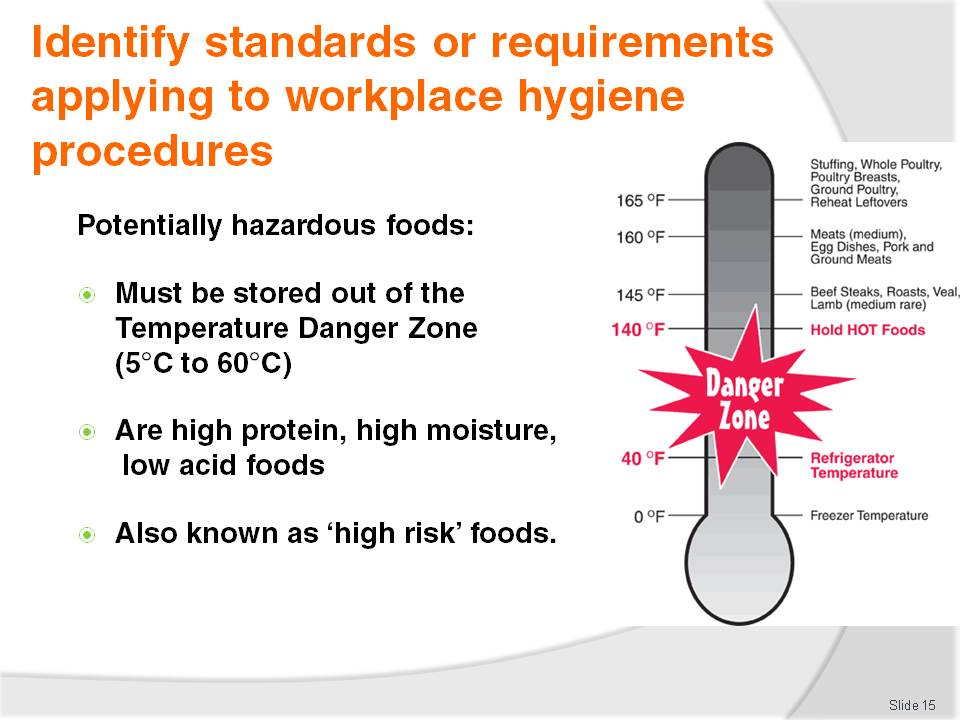 Identify standards or requirements
applying to workplace hygiene
procedures
Potentially hazardous foods:
Must be stored out of the
Temperature Danger Zone
(5°C to 60°C)
Are high protein, high moisture,
low acid foods
Also known as ‘high risk’ foods.
165 °F
Stuffing, Whole Poultry,
Poultry Breasts,
Ground Poultry,
Reheat Leftovers
160 °F
Meats (medium),
Egg Dishes, Pork and
Ground Meats
145 °F
Beef Steaks, Roasts, Veal,
Lamb (medium rare)
140 °F
Hold HOT Foods
Danger
Zone
40 °F
Refrigerator
Temperature
0 °F
Freezer Temperature
Slide 15